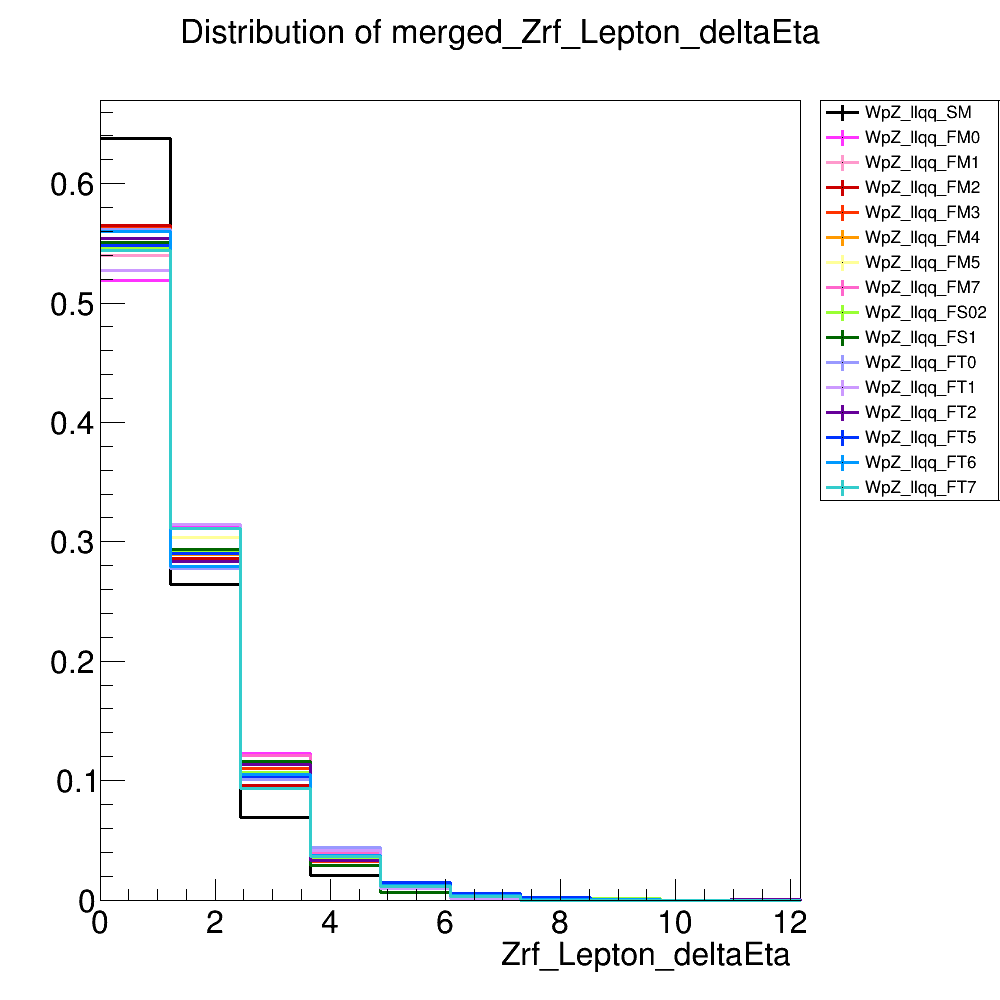 Distribution of merged_Zrf_Lepton_deltaEta
WpZ_llqq_SM
WpZ_llqq_FM0
WpZ_llqq_FM1
WpZ_llqq_FM2
WpZ_llqq_FM3
WpZ_llqq_FM4
WpZ_llqq_FM5
WpZ_llqq_FM7
WpZ_llqq_FS02
WpZ_llqq_FS1
WpZ_llqq_FT0
WpZ_llqq_FT1
WpZ_llqq_FT2
WpZ_llqq_FT5
WpZ_llqq_FT6
WpZ_llqq_FT7
0.6
0.5
0.4
0.3
0.2
0.1
0
0 2 4 6 8 10 12
Zrf_Lepton_deltaEta